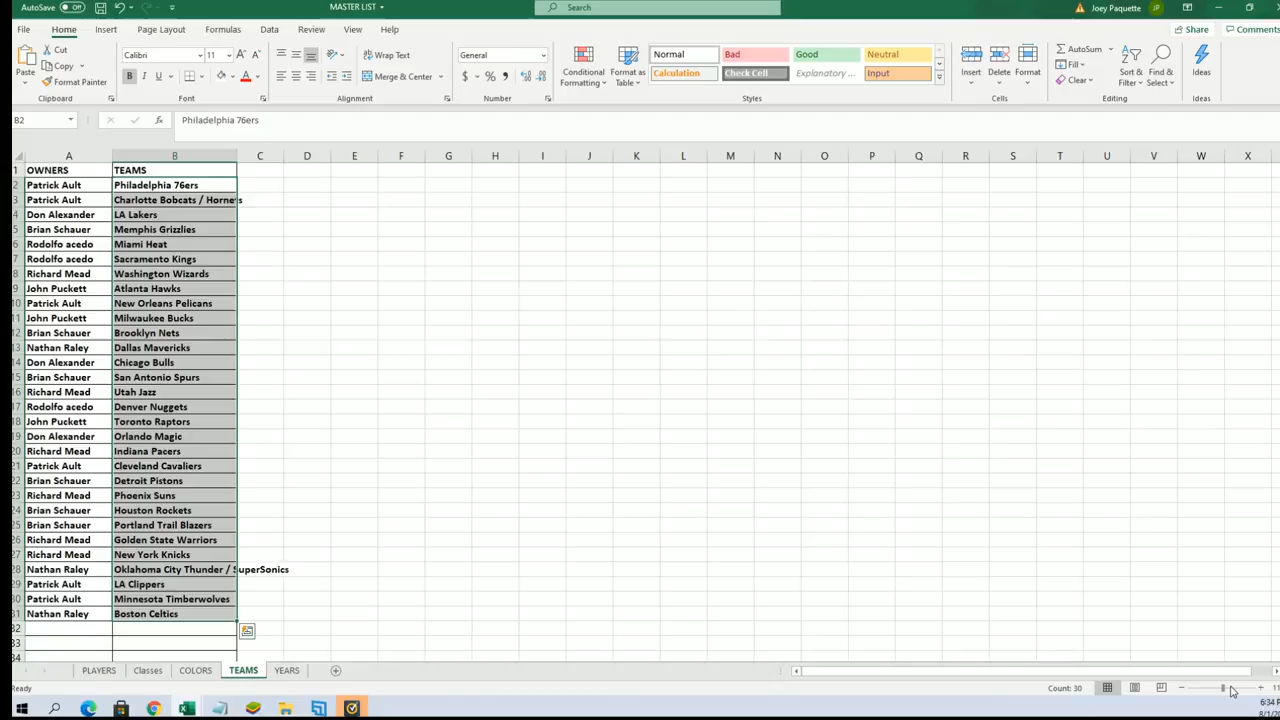 AutoSave Off MASTER LIST Search Joey Paquette JP
File Home Insert Page Layout Formulas Data Review View Help Share Comments
Cut Calibri 11 Wrap Text General Normal Bad Good Neutral AutoSum
Copy Fill
Paste Format Painter B I U Merge & Center $ % Conditional Formatting Format as Table Calculation Check Cell Explanatory ... Input Insert Delete Format Clear Sort & Filter Find & Select Ideas
Clipboard Font Alignment Number Styles Cells Editing Ideas
B2 fx Philadelphia 76ers
A B C D E F G H I J K L M N O P Q R S T U V W X
1 OWNERS TEAMS
2 Patrick Ault Philadelphia 76ers
3 Patrick Ault Charlotte Bobcats / Hornets
4 Don Alexander LA Lakers
5 Brian Schauer Memphis Grizzlies
6 Rodolfo acedo Miami Heat
7 Rodolfo acedo Sacramento Kings
8 Richard Mead Washington Wizards
9 John Puckett Atlanta Hawks
10 Patrick Ault New Orleans Pelicans
11 John Puckett Milwaukee Bucks
12 Brian Schauer Brooklyn Nets
13 Nathan Raley Dallas Mavericks
14 Don Alexander Chicago Bulls
15 Brian Schauer San Antonio Spurs
16 Richard Mead Utah Jazz
17 Rodolfo acedo Denver Nuggets
18 John Puckett Toronto Raptors
19 Don Alexander Orlando Magic
20 Richard Mead Indiana Pacers
21 Patrick Ault Cleveland Cavaliers
22 Brian Schauer Detroit Pistons
23 Richard Mead Phoenix Suns
24 Brian Schauer Houston Rockets
25 Brian Schauer Portland Trail Blazers
26 Richard Mead Golden State Warriors
27 Richard Mead New York Knicks
28 Nathan Raley Oklahoma City Thunder / SuperSonics
29 Patrick Ault LA Clippers
30 Patrick Ault Minnesota Timberwolves
31 Nathan Raley Boston Celtics
32
33
34
PLAYERS Classes COLORS TEAMS YEARS
Ready Count: 30
6:34 P
8/1/20